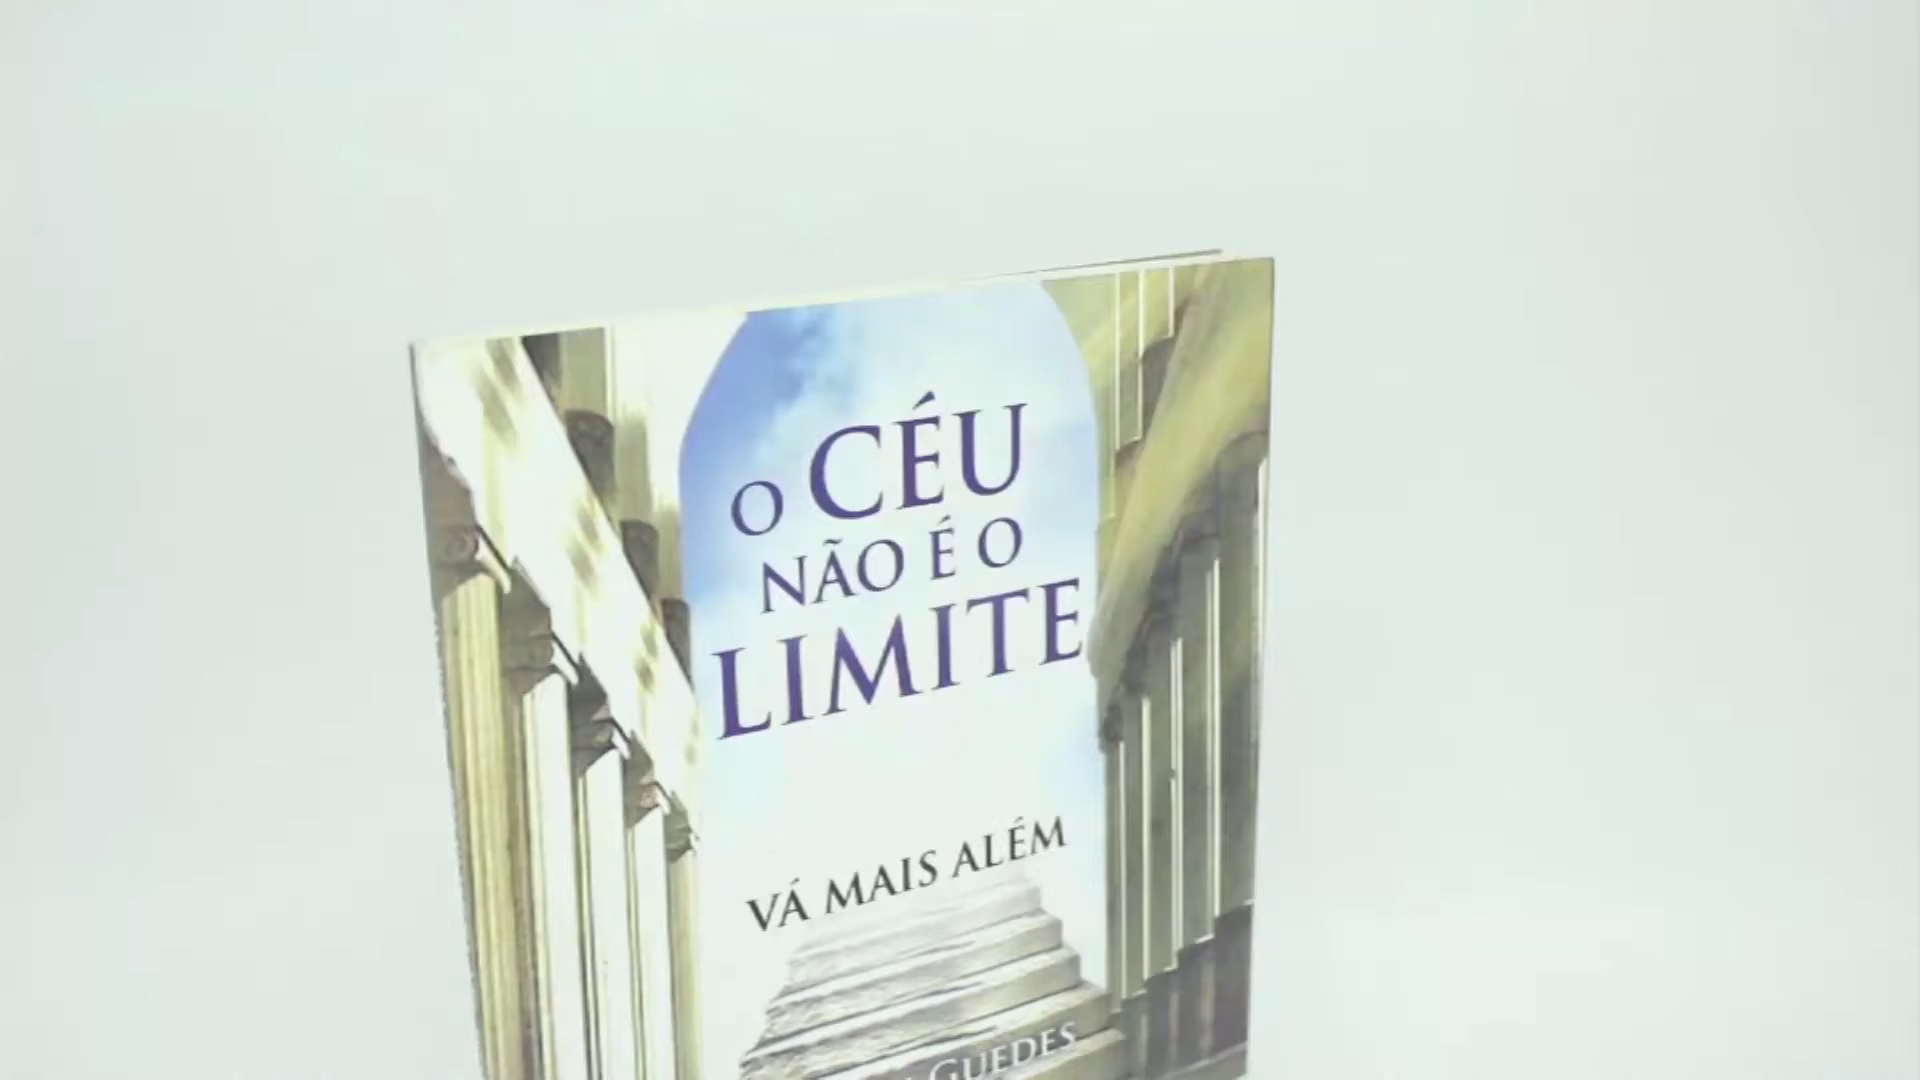 O CÉU
NÃO É O
LIMITE
VÁ MAIS ALÉM
GUEDES